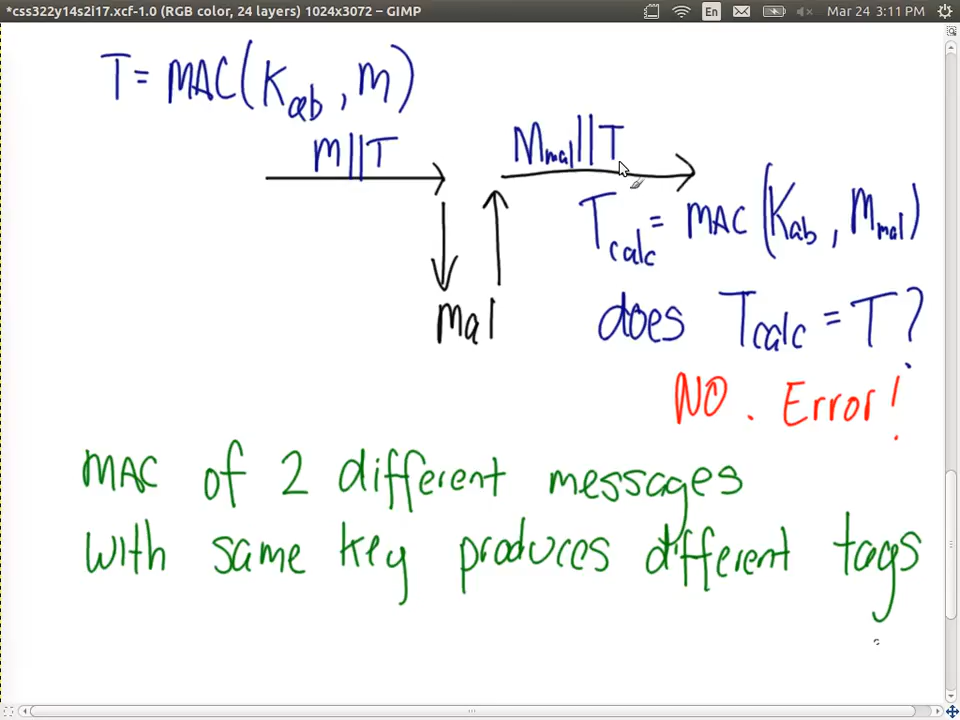 *css322y14s2i17.xcf-1.0 (RGB color, 24 layers) 1024x3072 – GIMP
En
Mar 24 3:11 PM
T = MAC(Kab, M)
M||T
Mmal||T
Tcalc = MAC(Kab, Mmal)
Mal
does Tcalc = T?
NO. Error!
MAC of 2 different messages
with same key produces different tags